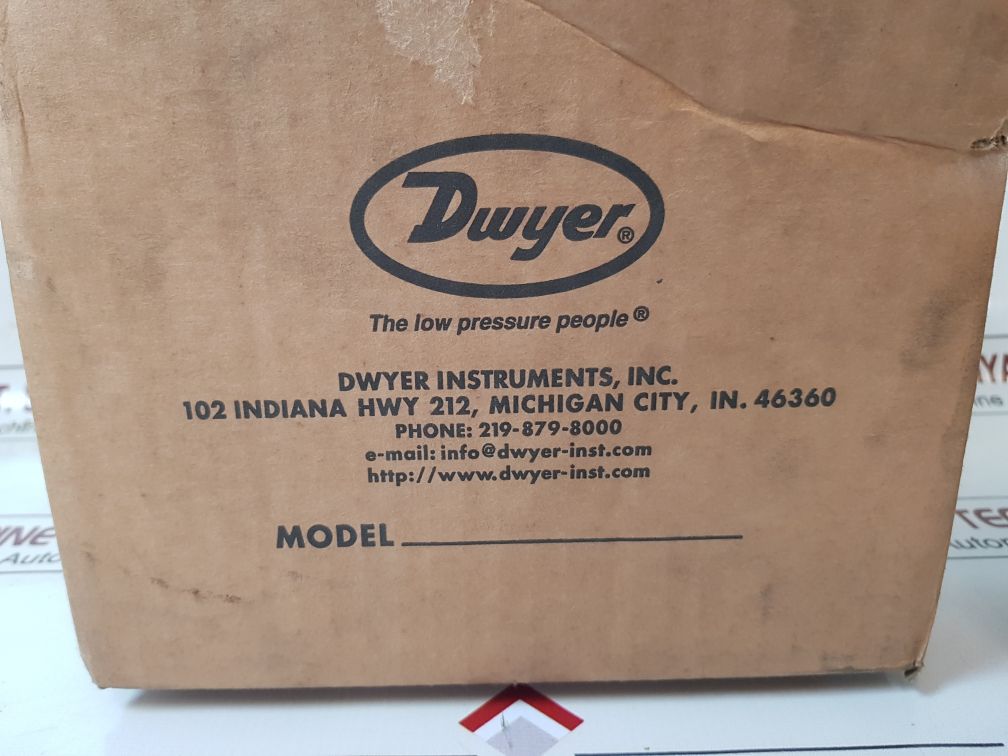 Dwyer®
The low pressure people®
DWYER INSTRUMENTS, INC.
102 INDIANA HWY 212, MICHIGAN CITY, IN. 46360
PHONE: 219-879-8000
e-mail: info@dwyer-inst.com
http://www.dwyer-inst.com
MODEL